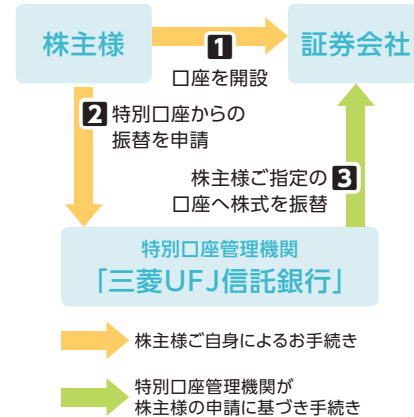 株主様
証券会社
1
口座を開設
2 特別口座からの
振替を申請
株主様ご指定の 3
口座へ株式を振替
特別口座管理機関
「三菱UFJ信託銀行」
株主様ご自身によるお手続き
特別口座管理機関が
株主様の申請に基づき手続き